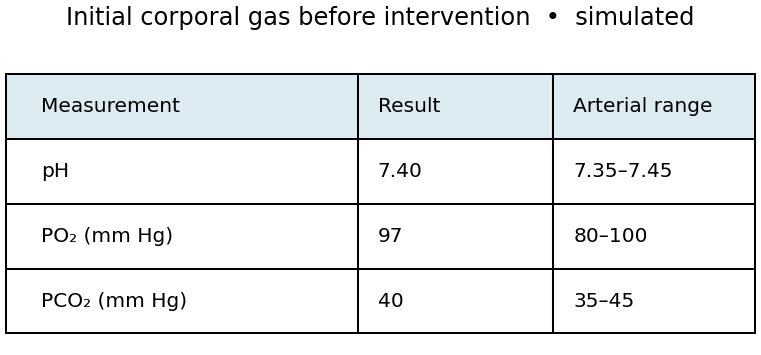 Initial corporal gas before intervention • simulated
Measurement Result Arterial range
pH 7.40 7.35–7.45
PO₂ (mm Hg) 97 80–100
PCO₂ (mm Hg) 40 35–45